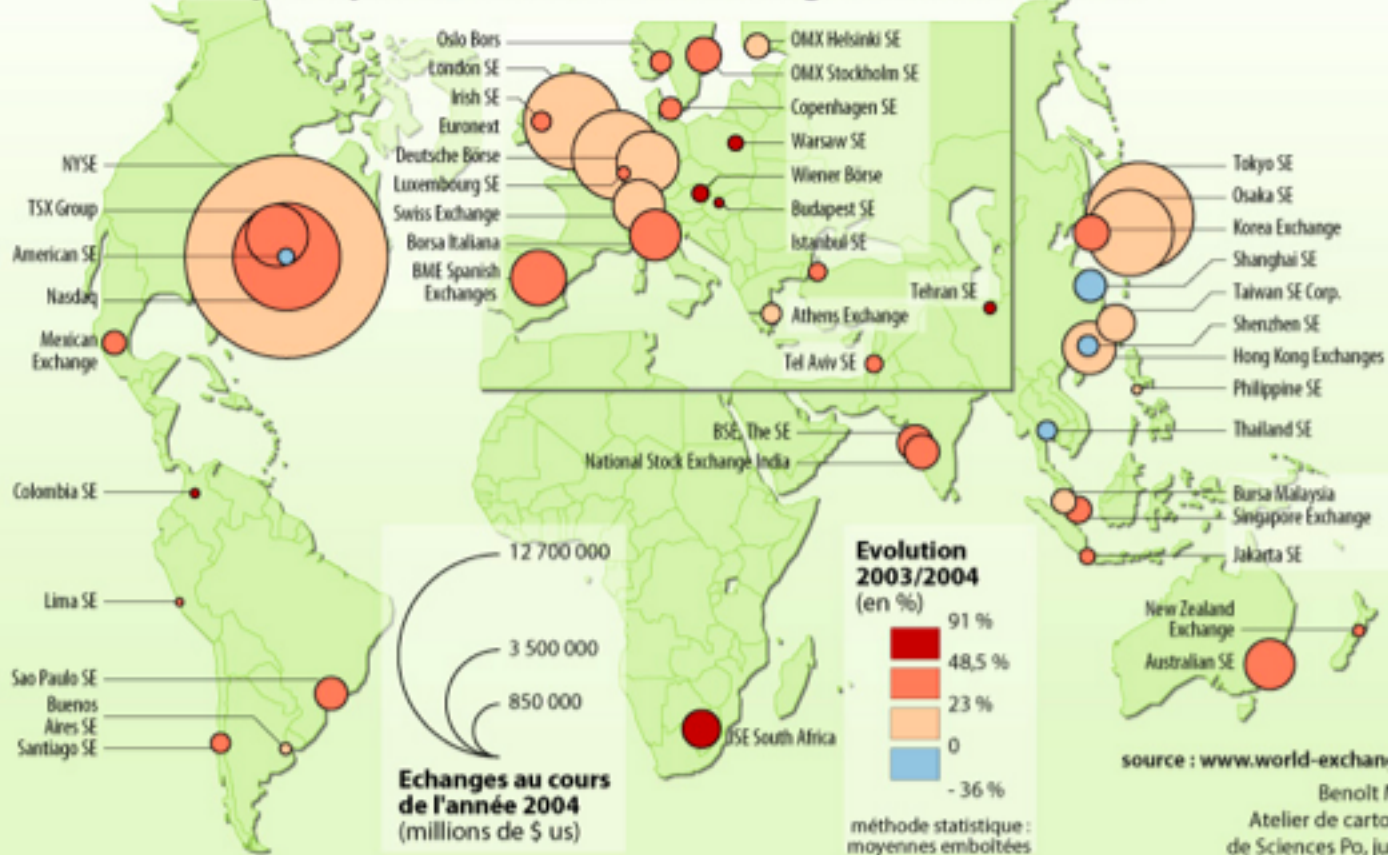 Oslo Bors
London SE
Irish SE
Euronext
Deutsche Börse
Luxembourg SE
Swiss Exchange
Borsa Italiana
BME Spanish
Exchanges
OMX Helsinki SE
OMX Stockholm SE
Copenhagen SE
Warsaw SE
Wiener Börse
Budapest SE
Istanbul SE
Tehran SE
Athens Exchange
Tel Aviv SE
NYSE
TSX Group
American SE
Nasdaq
Mexican
Exchange
Tokyo SE
Osaka SE
Korea Exchange
Shanghai SE
Taiwan SE Corp.
Shenzhen SE
Hong Kong Exchanges
Philippine SE
Thailand SE
BSE, The SE
National Stock Exchange India
Bursa Malaysia
Singapore Exchange
Jakarta SE
New Zealand
Exchange
Australian SE
Colombia SE
Lima SE
Sao Paulo SE
Buenos
Aires SE
Santiago SE
JSE South Africa
12 700 000
3 500 000
850 000
Echanges au cours
de l'année 2004
(millions de $ us)
Evolution
2003/2004
(en %)
91 %
48,5 %
23 %
0
- 36 %
méthode statistique :
moyennes emboîtées
source : www.world-exchan
Benoît M
Atelier de carto
de Sciences Po, ju